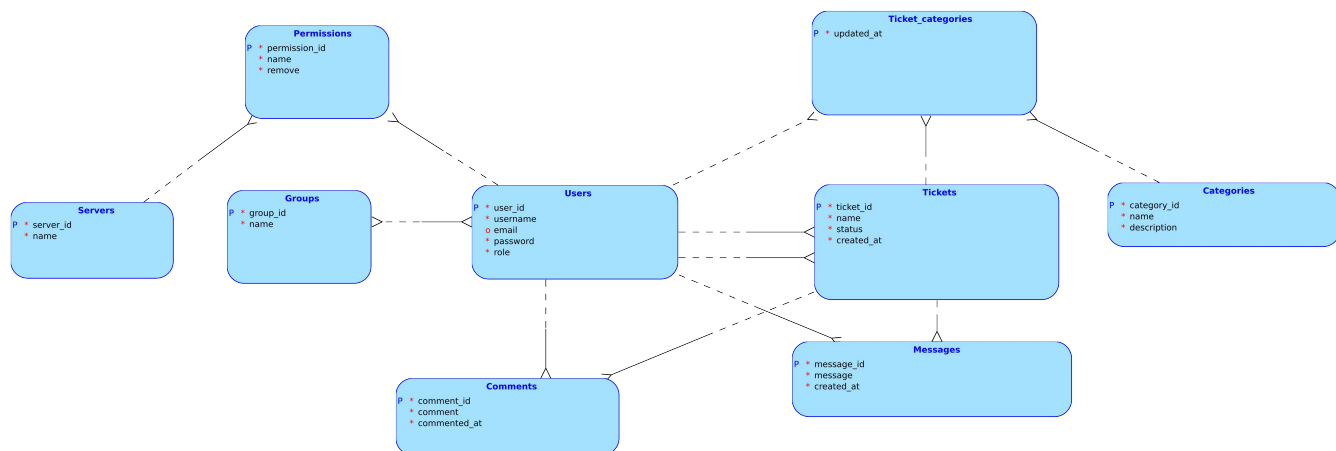 Permissions
P * permission_id
* name
* remove
Ticket_categories
P * updated_at
Servers
P * server_id
* name
Groups
P * group_id
* name
Users
P * user_id
* username
o email
* password
* role
Tickets
P * ticket_id
* name
* status
* created_at
Categories
P * category_id
* name
* description
Comments
P * comment_id
* comment
* commented_at
Messages
P * message_id
* message
* created_at